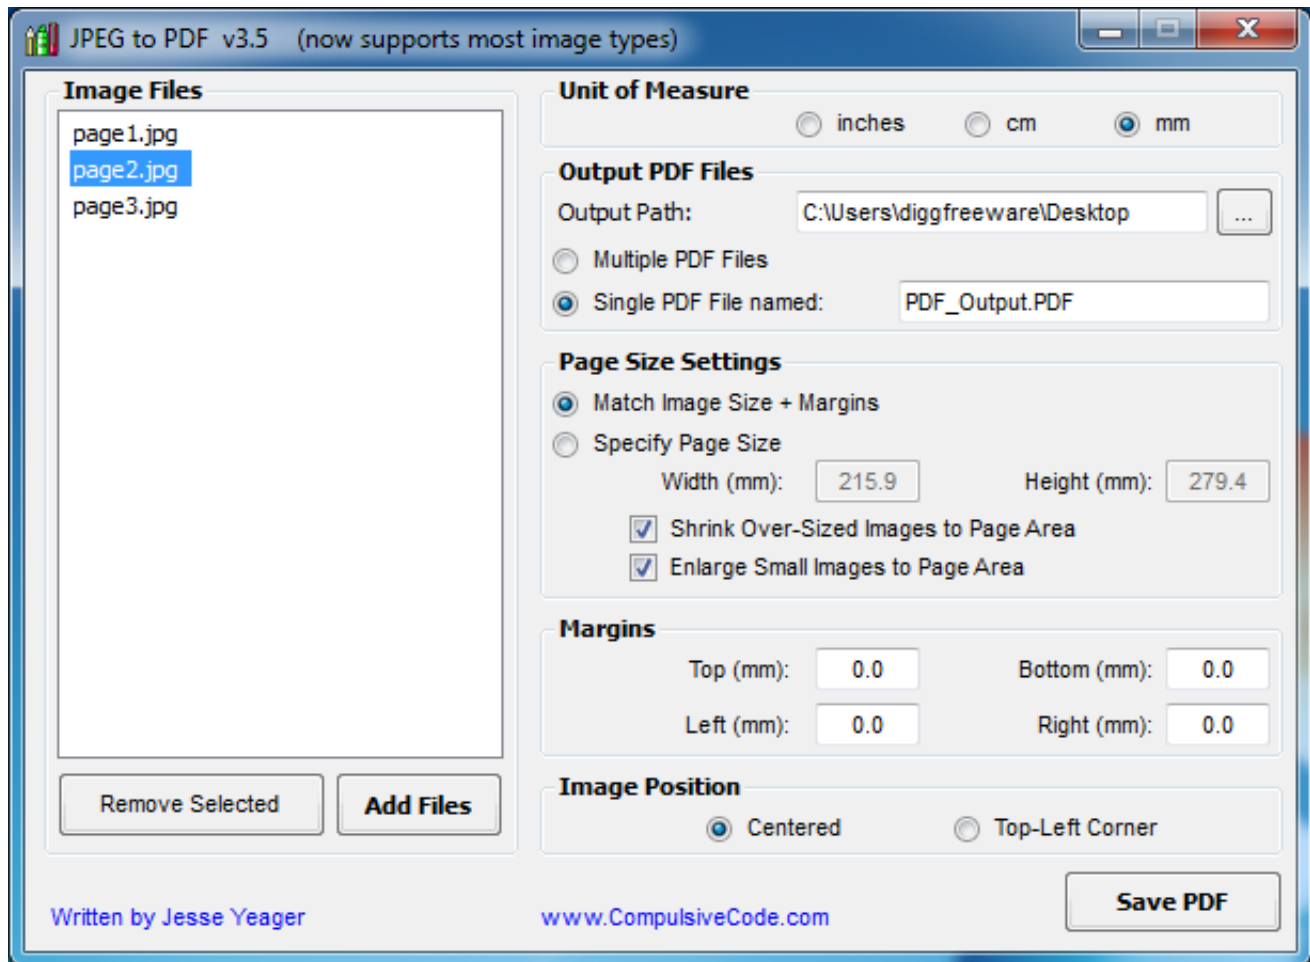 JPEG to PDF v3.5 (now supports most image types)
Image Files
page1.jpg
page2.jpg
page3.jpg
Remove Selected Add Files
Unit of Measure
inches cm mm
Output PDF Files
Output Path: C:\Users\diggfreeware\Desktop ...
Multiple PDF Files
Single PDF File named: PDF_Output.PDF
Page Size Settings
Match Image Size + Margins
Specify Page Size
Width (mm): 215.9 Height (mm): 279.4
Shrink Over-Sized Images to Page Area
Enlarge Small Images to Page Area
Margins
Top (mm): 0.0 Bottom (mm): 0.0
Left (mm): 0.0 Right (mm): 0.0
Image Position
Centered Top-Left Corner
Written by Jesse Yeager www.CompulsiveCode.com Save PDF